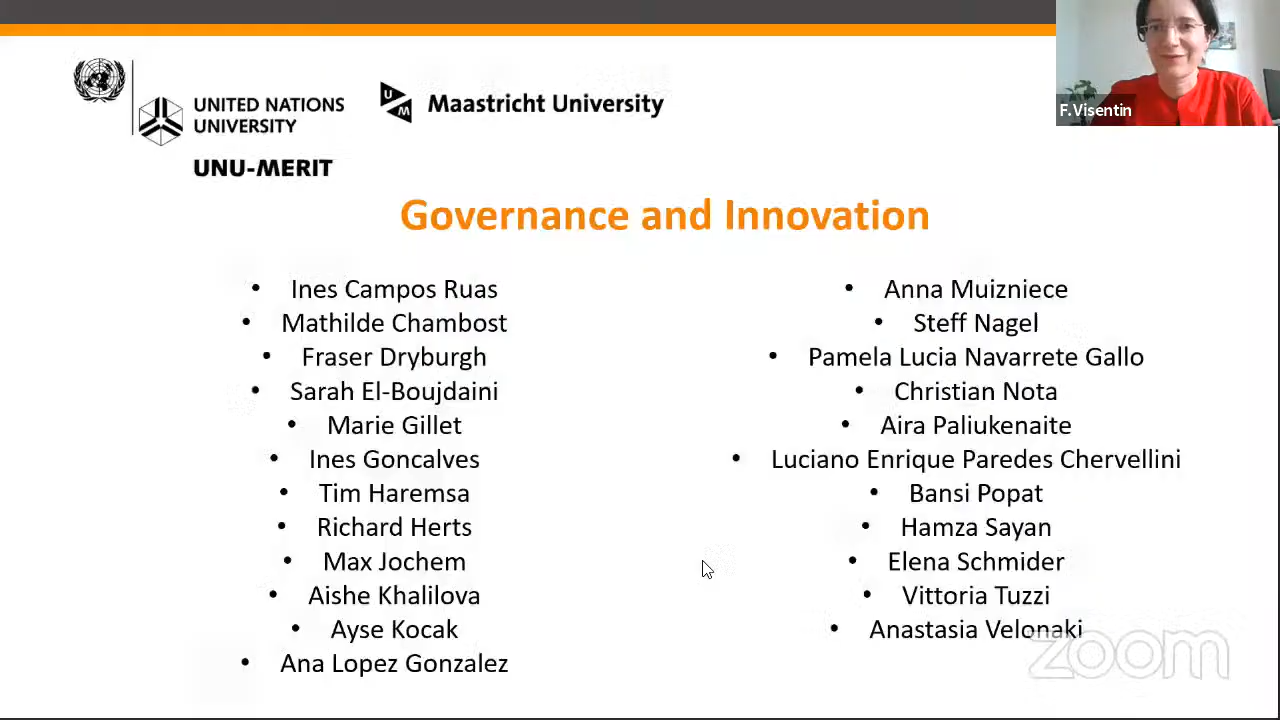 UNITED NATIONS
UNIVERSITY
UNU-MERIT
U
M
Maastricht University
F.Visentin
Governance and Innovation
• Ines Campos Ruas
• Mathilde Chambost
• Fraser Dryburgh
• Sarah El-Boujdaini
• Marie Gillet
• Ines Goncalves
• Tim Haremsa
• Richard Herts
• Max Jochem
• Aishe Khalilova
• Ayse Kocak
• Ana Lopez Gonzalez
• Anna Muizniece
• Steff Nagel
• Pamela Lucia Navarrete Gallo
• Christian Nota
• Aira Paliukenaite
• Luciano Enrique Paredes Chervellini
• Bansi Popat
• Hamza Sayan
• Elena Schmider
• Vittoria Tuzzi
• Anastasia Velonaki
zoom